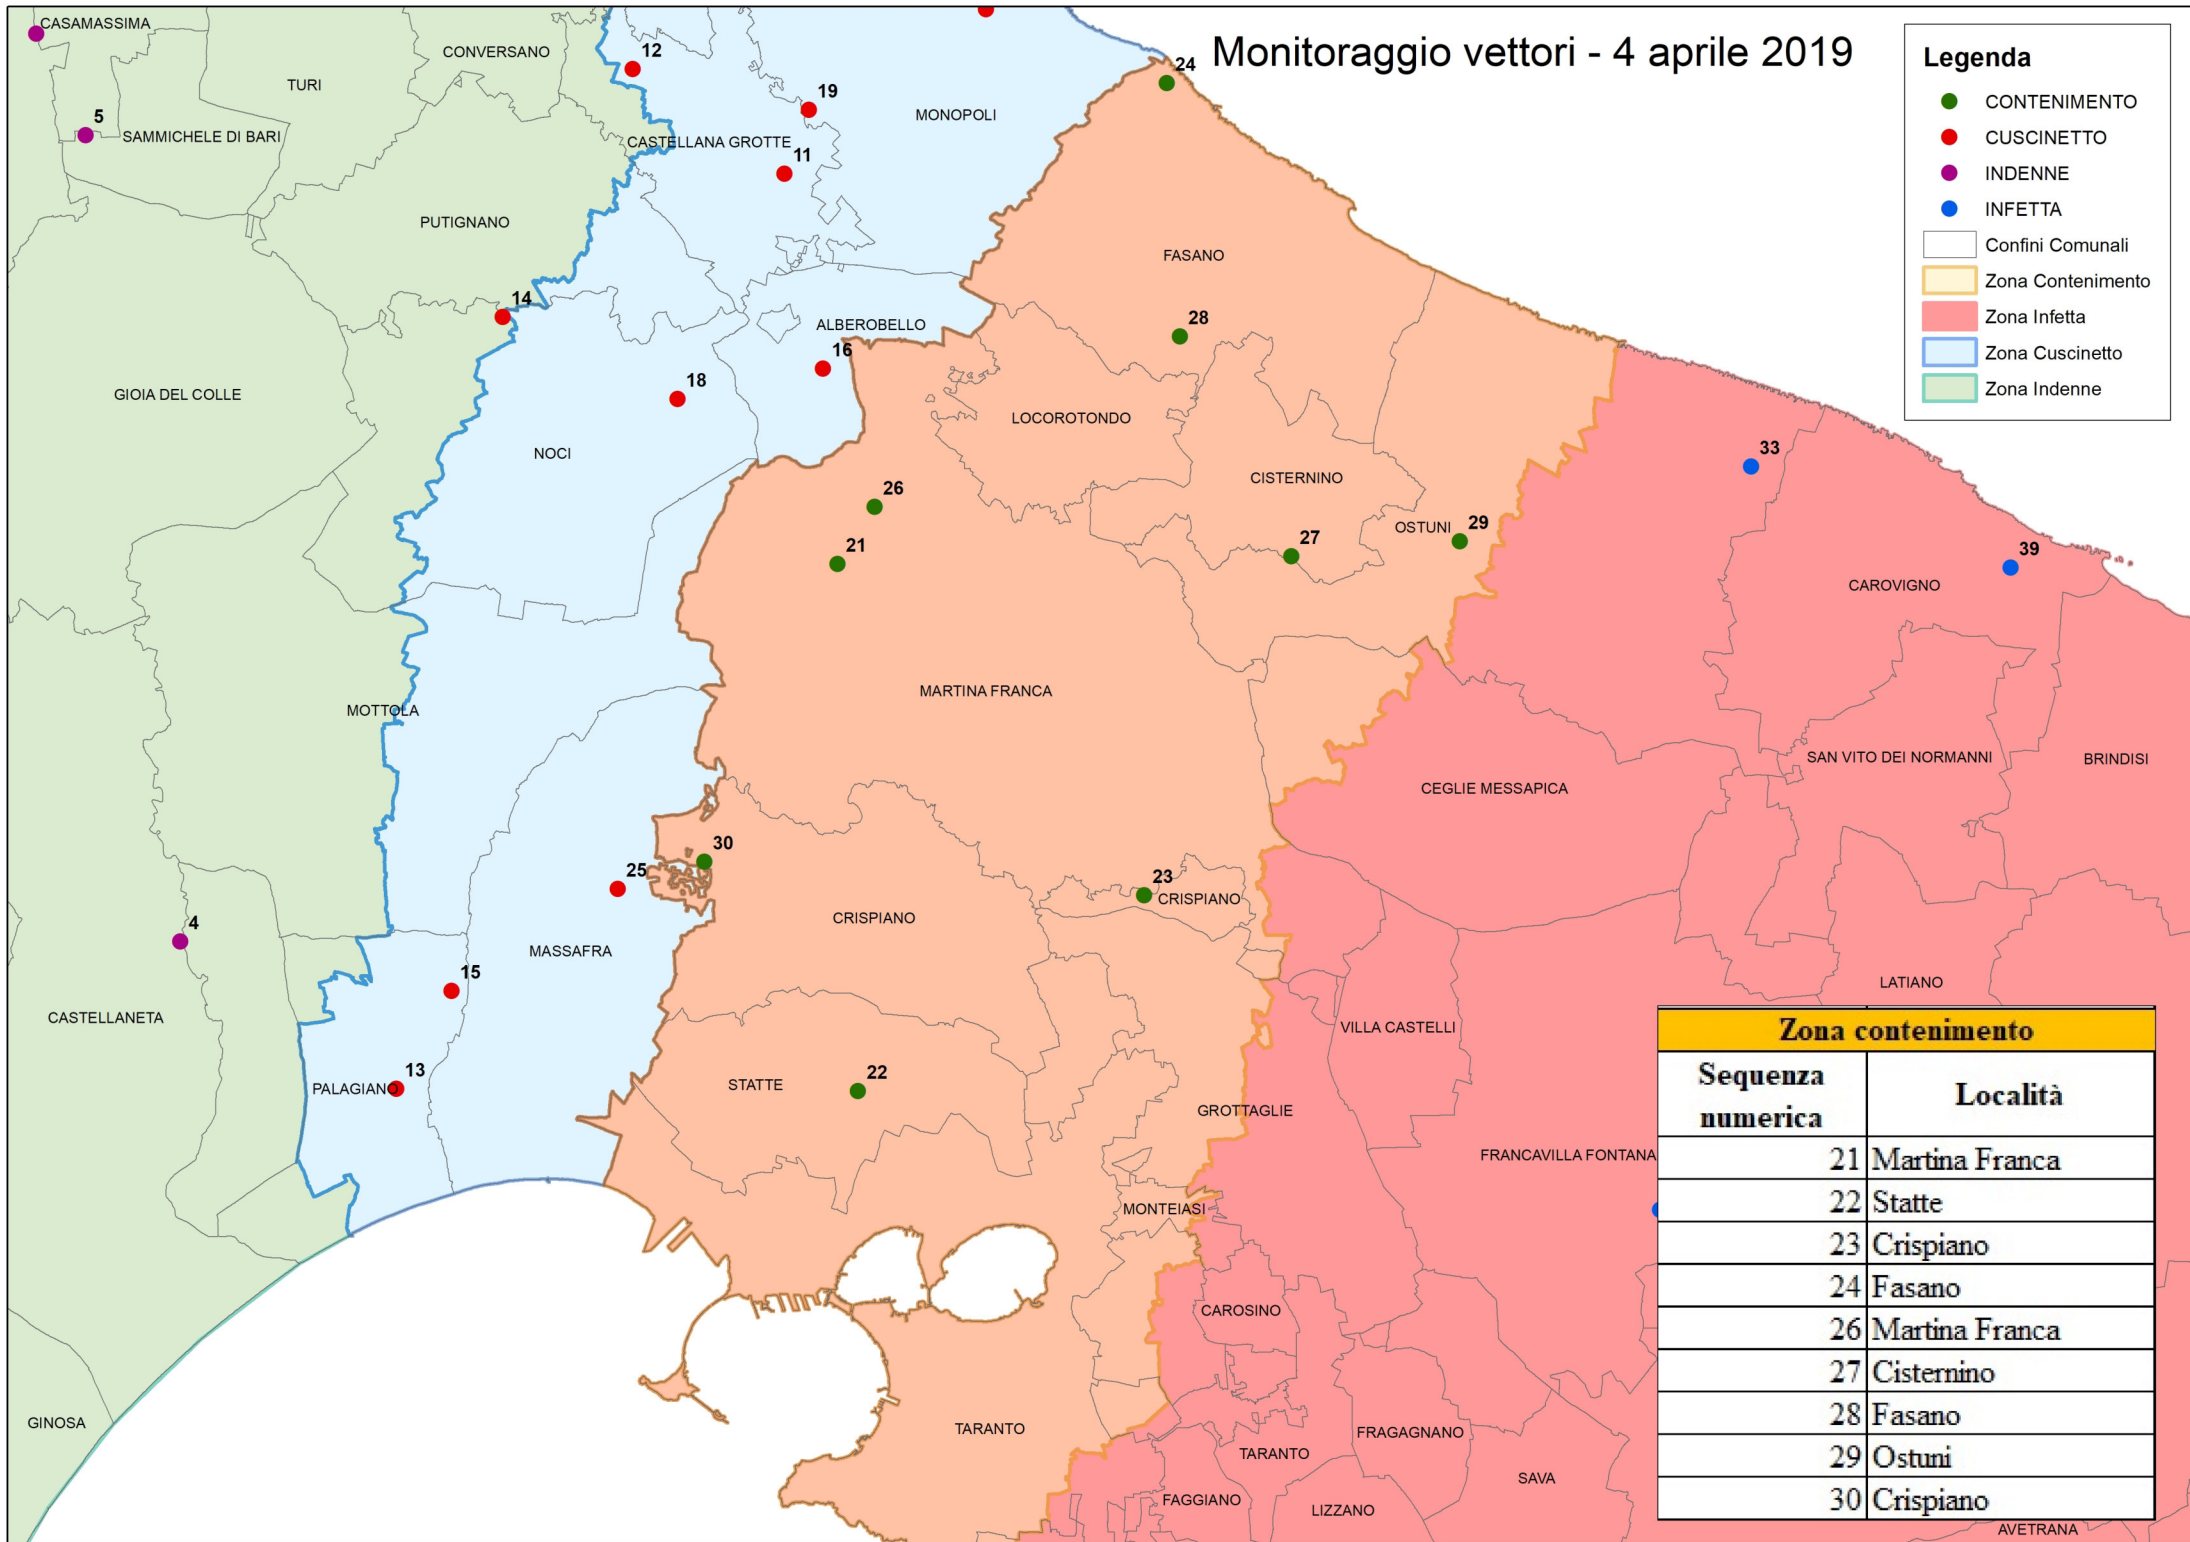 Monitoraggio vettori - 4 aprile 2019
Legenda
CONTENIMENTO
CUSCINETTO
INDENNE
INFETTA
Confini Comunali
Zona Contenimento
Zona Infetta
Zona Cuscinetto
Zona Indenne
CASAMASSIMA
CONVERSANO
12
24
TURI
19
MONOPOLI
5
SAMMICHELE DI BARI
CASTELLANA GROTTE
11
PUTIGNANO
FASANO
14
ALBEROBELLO
28
16
18
GIOIA DEL COLLE
LOCOROTONDO
NOCI
33
CISTERNINO
26
OSTUNI
29
21
27
39
CAROVIGNO
MARTINA FRANCA
MOTTOLA
SAN VITO DEI NORMANNI
BRINDISI
CEGLIE MESSAPICA
30
25
23
CRISPIANO
CRISPIANO
4
MASSAFRA
15
LATIANO
CASTELLANETA
VILLA CASTELLI
13
PALAGIANO
STATTE
22
GROTTAGLIE
FRANCAVILLA FONTANA
MONTEIASI
CAROSINO
GINOSA
TARANTO
FRAGAGNANO
TARANTO
SAVA
FAGGIANO
LIZZANO
AVETRANA
Zona contenimento
Sequenza numerica Località
21 Martina Franca
22 Statte
23 Crispiano
24 Fasano
26 Martina Franca
27 Cisternino
28 Fasano
29 Ostuni
30 Crispiano